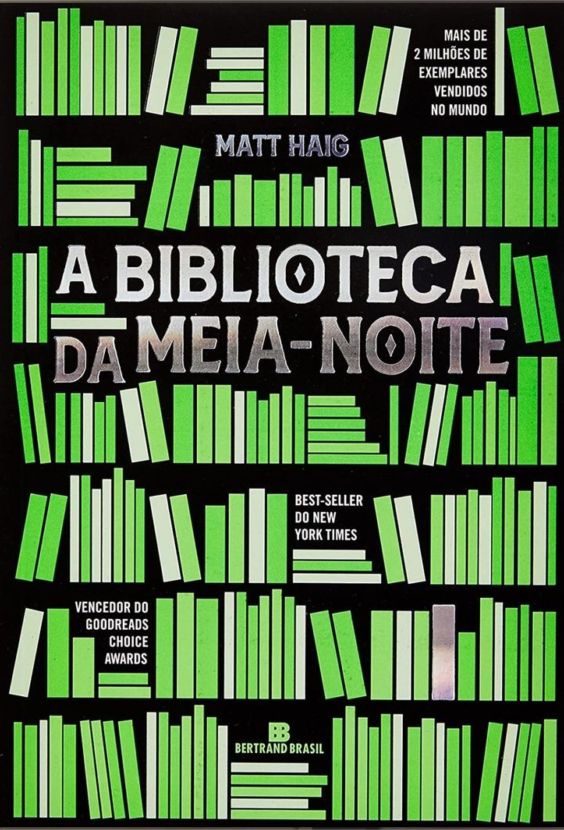 MAIS DE
2 MILHÕES DE
EXEMPLARES
VENDIDOS
NO MUNDO
MATT HAIG
A BIBLIOTECA
DA MEIA-NOITE
BEST-SELLER
DO NEW
YORK TIMES
VENCEDOR DO
GOODREADS
CHOICE
AWARDS
BB
BERTRAND BRASIL